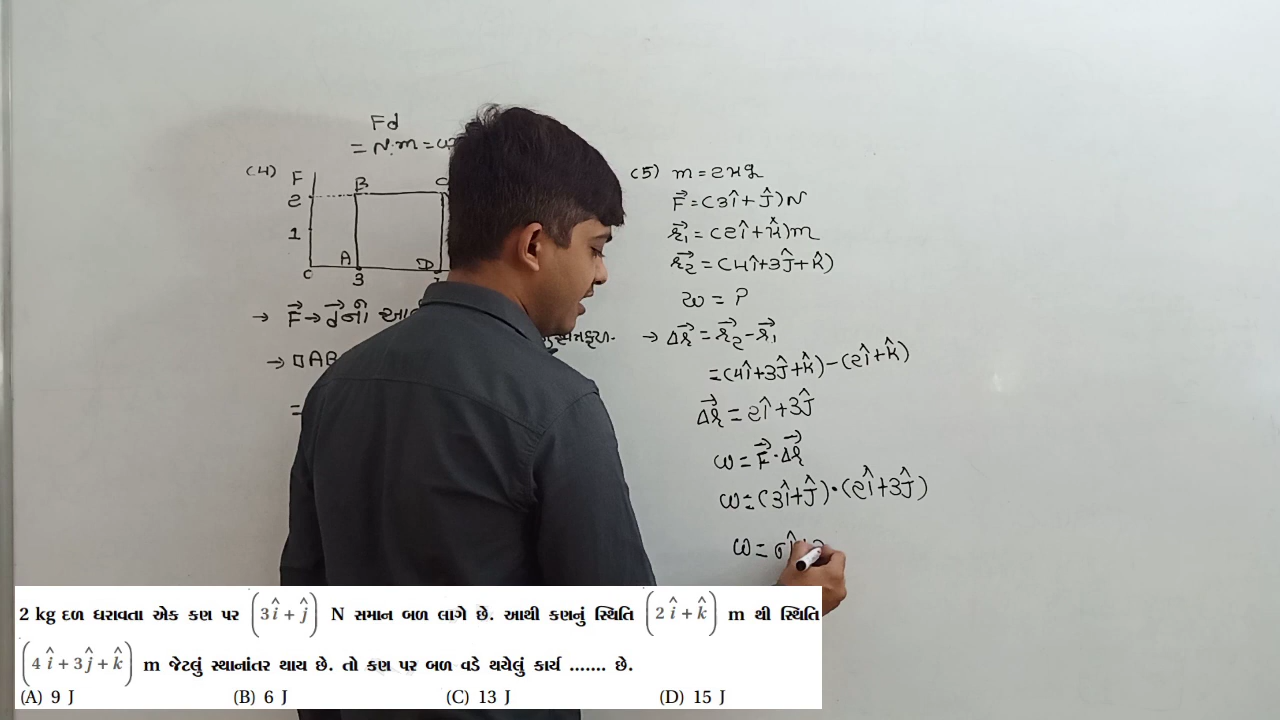 Fd
= N.m =
(4) F
B C
2
1
A D
0 3
→ F⃗ → d⃗ની
→ □AB
=
(5) m = 2 kg
F⃗ = (3î + ĵ) N
r⃗₁ = (2î + k̂) m
r⃗₂ = (4î + 3ĵ + k̂)
w = ?
→ Δr⃗ = r⃗₂ - r⃗₁
= (4î + 3ĵ + k̂) - (2î + k̂)
Δr⃗ = 2î + 3ĵ
w = F⃗ · Δr⃗
w = (3î + ĵ) · (2î + 3ĵ)
w =
2 kg દળ ધરાવતા એક કણ પર (3î + ĵ) N સમાન બળ લાગે છે. આથી કણનું સ્થિતિ (2î + k̂) m થી સ્થિતિ
(4î + 3ĵ + k̂) m જેટલું સ્થાનાંતર થાય છે. તો કણ પર બળ વડે થયેલું કાર્ય ....... છે.
(A) 9 J (B) 6 J (C) 13 J (D) 15 J